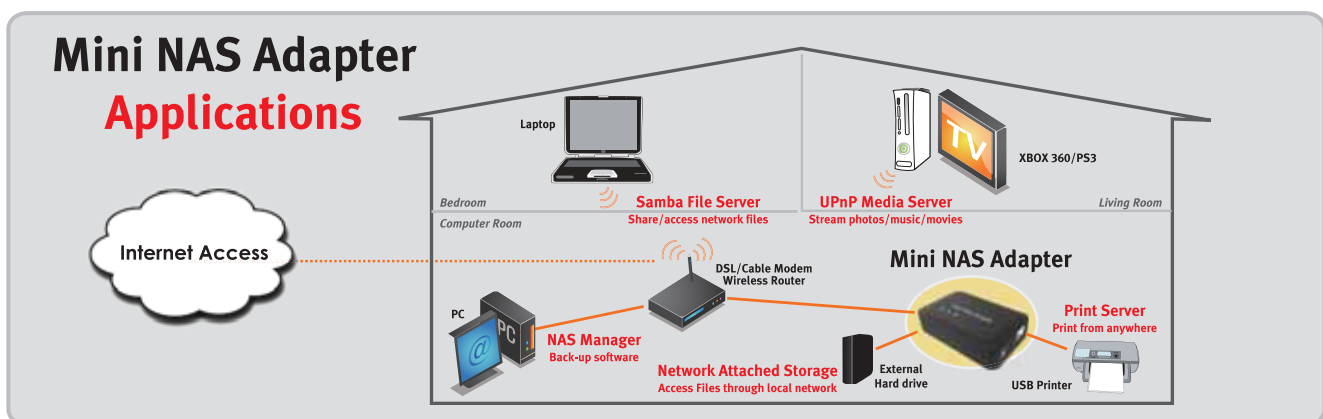 Mini NAS Adapter
Applications
Laptop
TV
XBOX 360/PS3
Bedroom
Samba File Server
Share/access network files
UPnP Media Server
Stream photos/music/movies
Living Room
Computer Room
Internet Access
DSL/Cable Modem
Wireless Router
Mini NAS Adapter
PC
PC
@
NAS Manager
Back-up software
Print Server
Print from anywhere
Network Attached Storage
Access Files through local network
External
Hard drive
USB Printer